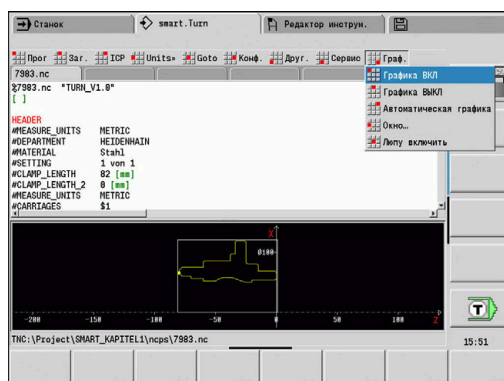 Станок smart.Turn Редактор инструм.
Прог Заг. ICP Units» Goto Конф. Друг. Сервис Граф.
7983.nc
%7983.nc "TURN_V1.0"
[ ]
HEADER
#MEASURE_UNITS METRIC
#DEPARTMENT HEIDENHAIN
#MATERIAL Stahl
#SETTING 1 von 1
#CLAMP_LENGTH 82 [mm]
#CLAMP_LENGTH_2 0 [mm]
#MEASURE_UNITS METRIC
#CARRIAGES $1
Графика ВКЛ
Графика ВЫКЛ
Автоматическая графика
Окно…
Лупу включить
X
0100
-200 -150 -100 -50 0 50 100 Z
T
TNC:\Project\SMART_KAPITEL1\ncps\7983.nc
15:51